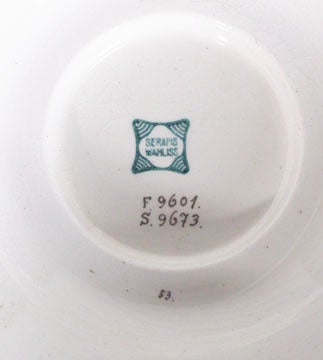 SERAPIS
WAHLISS
F. 9601.
S. 9673.
53.